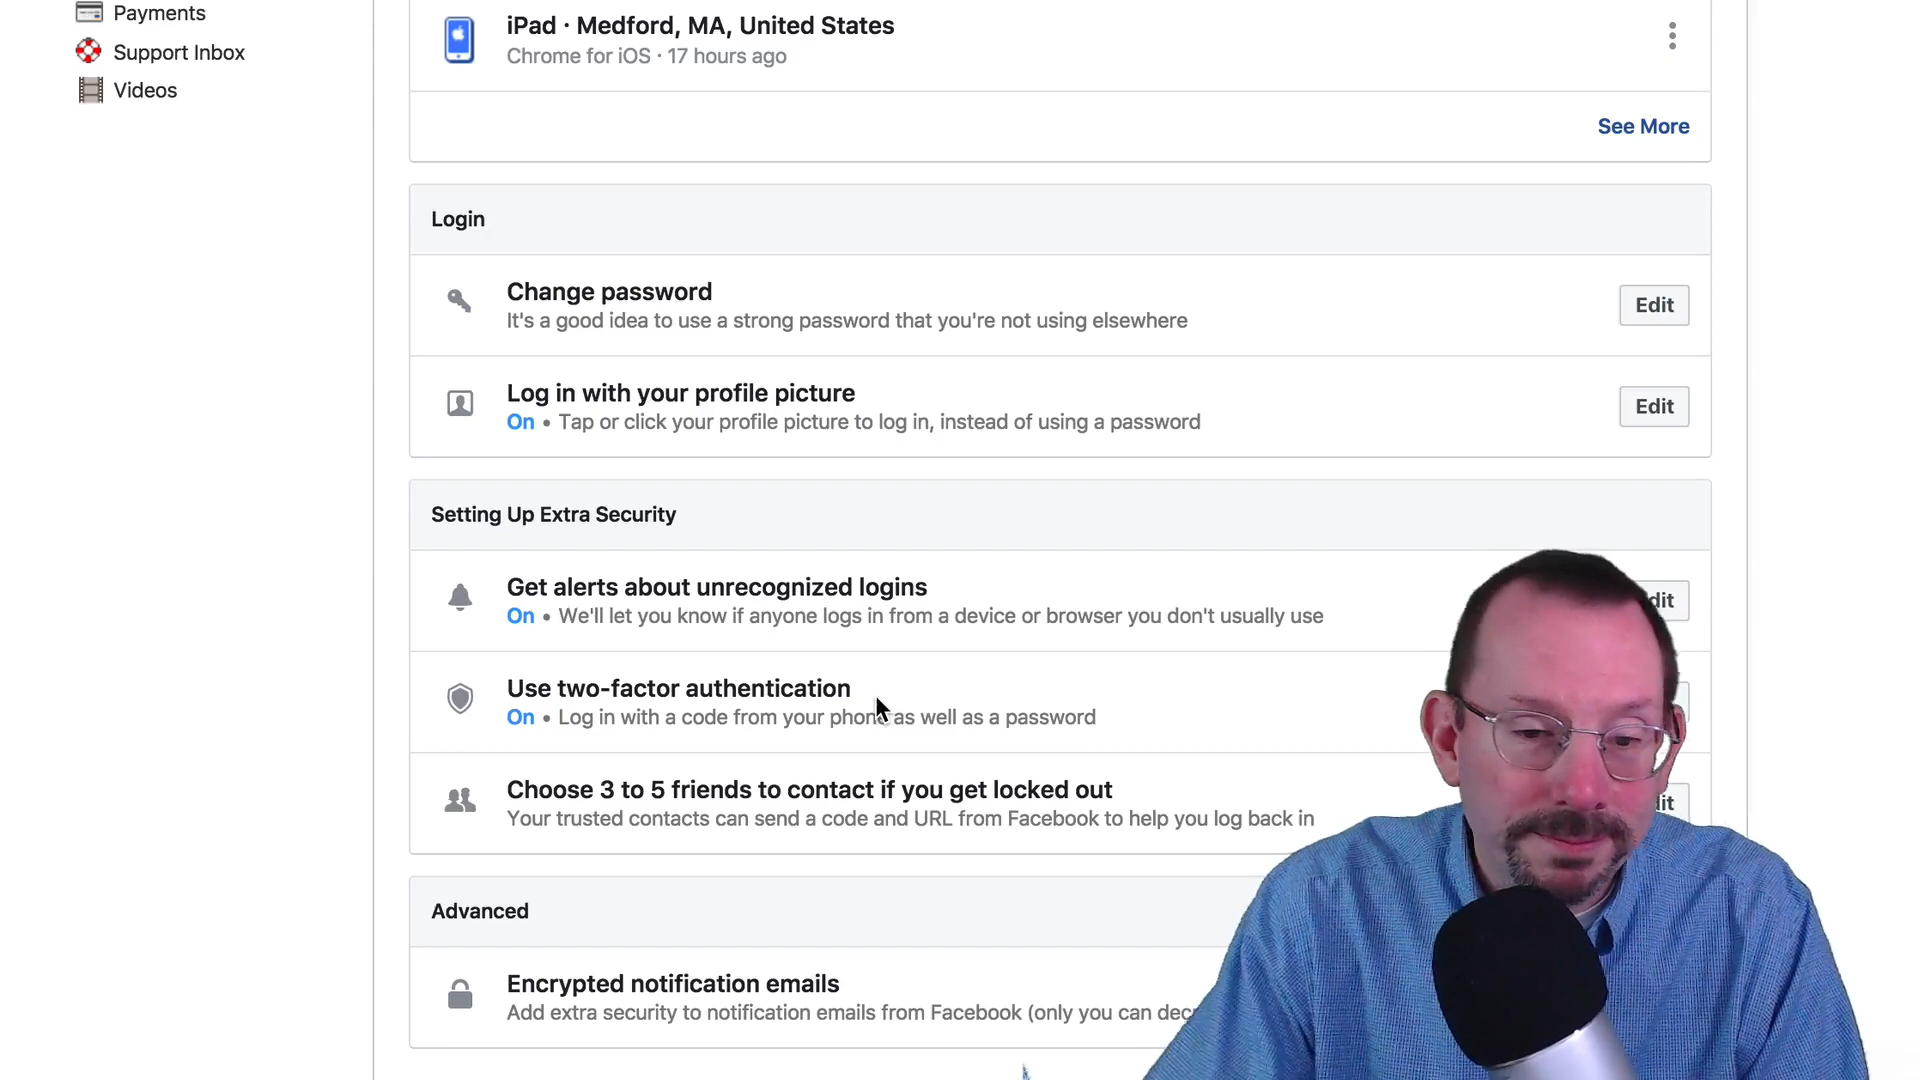 Payments
Support Inbox
Videos
iPad · Medford, MA, United States
Chrome for iOS · 17 hours ago
See More
Login
Change password
It's a good idea to use a strong password that you're not using elsewhere
Edit
Log in with your profile picture
On • Tap or click your profile picture to log in, instead of using a password
Edit
Setting Up Extra Security
Get alerts about unrecognized logins
On • We'll let you know if anyone logs in from a device or browser you don't usually use
Use two-factor authentication
On • Log in with a code from your phone as well as a password
Choose 3 to 5 friends to contact if you get locked out
Your trusted contacts can send a code and URL from Facebook to help you log back in
Advanced
Encrypted notification emails
Add extra security to notification emails from Facebook (only you can